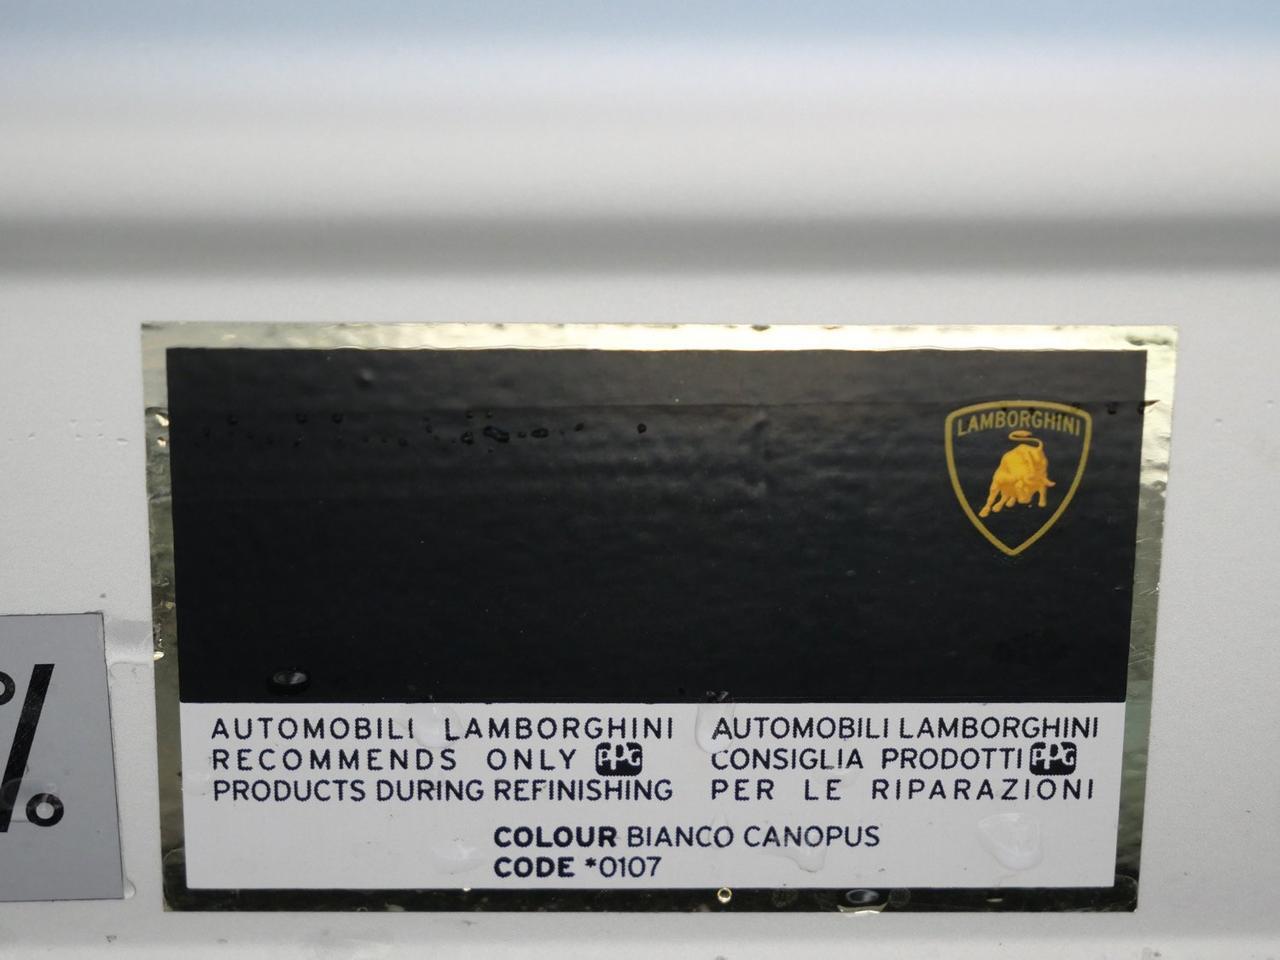 LAMBORGHINI
AUTOMOBILI LAMBORGHINI
RECOMMENDS ONLY PPG
PRODUCTS DURING REFINISHING
AUTOMOBILI LAMBORGHINI
CONSIGLIA PRODOTTI PPG
PER LE RIPARAZIONI
COLOUR BIANCO CANOPUS
CODE *0107
%